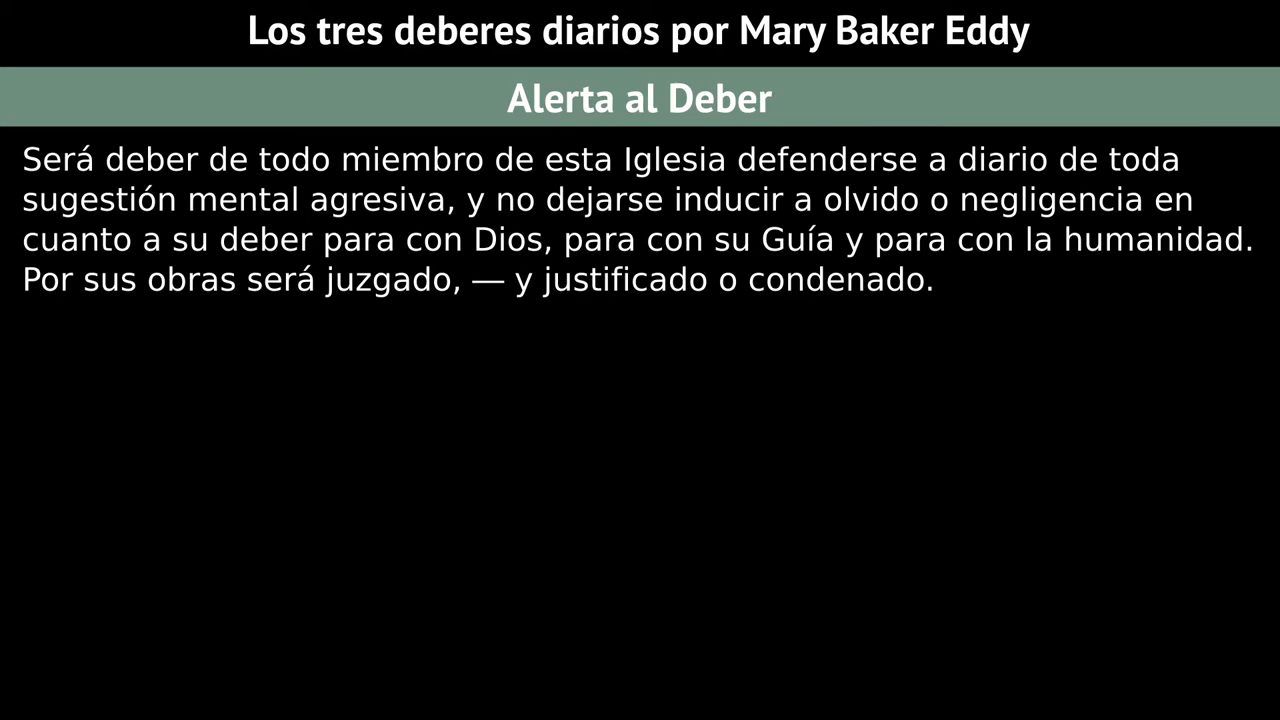 Los tres deberes diarios por Mary Baker Eddy
Alerta al Deber
Será deber de todo miembro de esta Iglesia defenderse a diario de toda
sugestión mental agresiva, y no dejarse inducir a olvido o negligencia en
cuanto a su deber para con Dios, para con su Guía y para con la humanidad.
Por sus obras será juzgado, — y justificado o condenado.